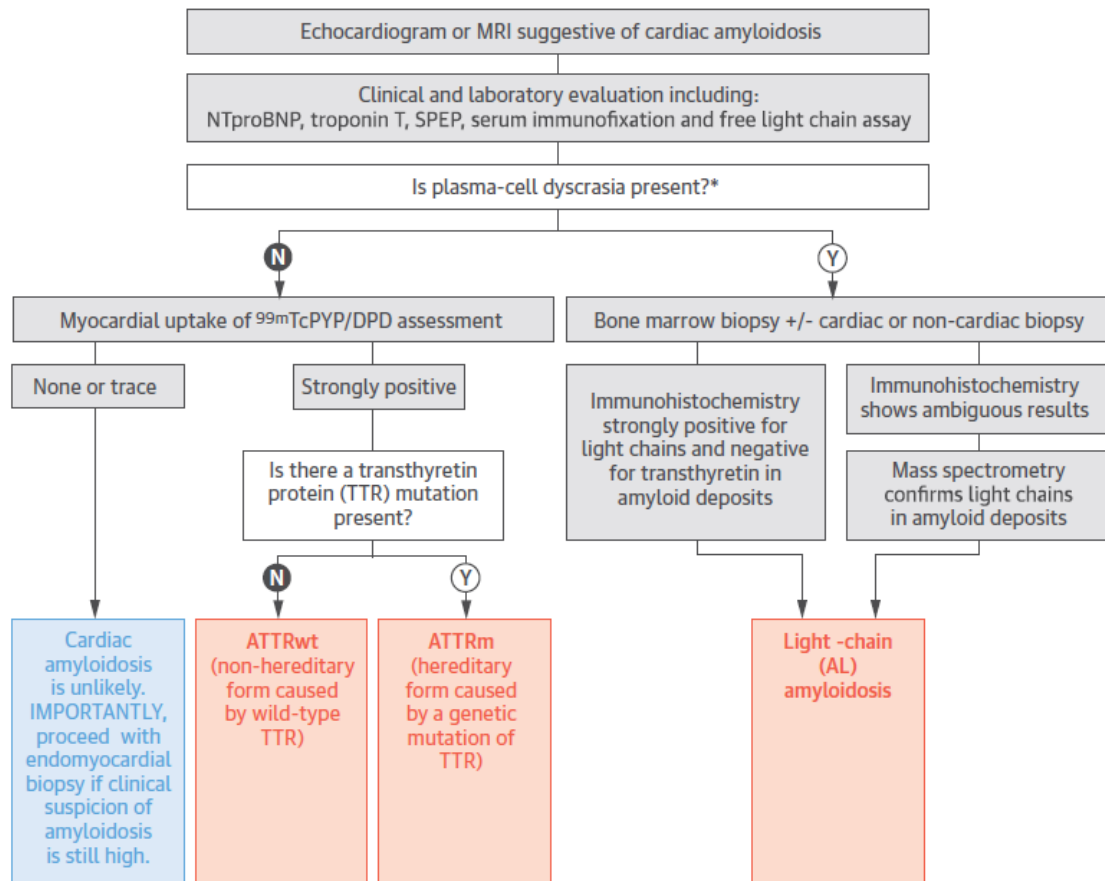 Echocardiogram or MRI suggestive of cardiac amyloidosis
Clinical and laboratory evaluation including:
NTproBNP, troponin T, SPEP, serum immunofixation and free light chain assay
Is plasma-cell dyscrasia present?*
N
Y
Myocardial uptake of 99mTcPYP/DPD assessment
Bone marrow biopsy +/- cardiac or non-cardiac biopsy
None or trace
Strongly positive
Immunohistochemistry
strongly positive for
light chains and negative
for transthyretin in
amyloid deposits
Immunohistochemistry
shows ambiguous results
Is there a transthyretin
protein (TTR) mutation
present?
Mass spectrometry
confirms light chains
in amyloid deposits
N
Y
Cardiac
amyloidosis
is unlikely.
IMPORTANTLY,
proceed with
endomyocardial
biopsy if clinical
suspicion of
amyloidosis
is still high.
ATTRwt
(non-hereditary
form caused
by wild-type
TTR)
ATTRm
(hereditary
form caused
by a genetic
mutation of
TTR)
Light -chain
(AL)
amyloidosis